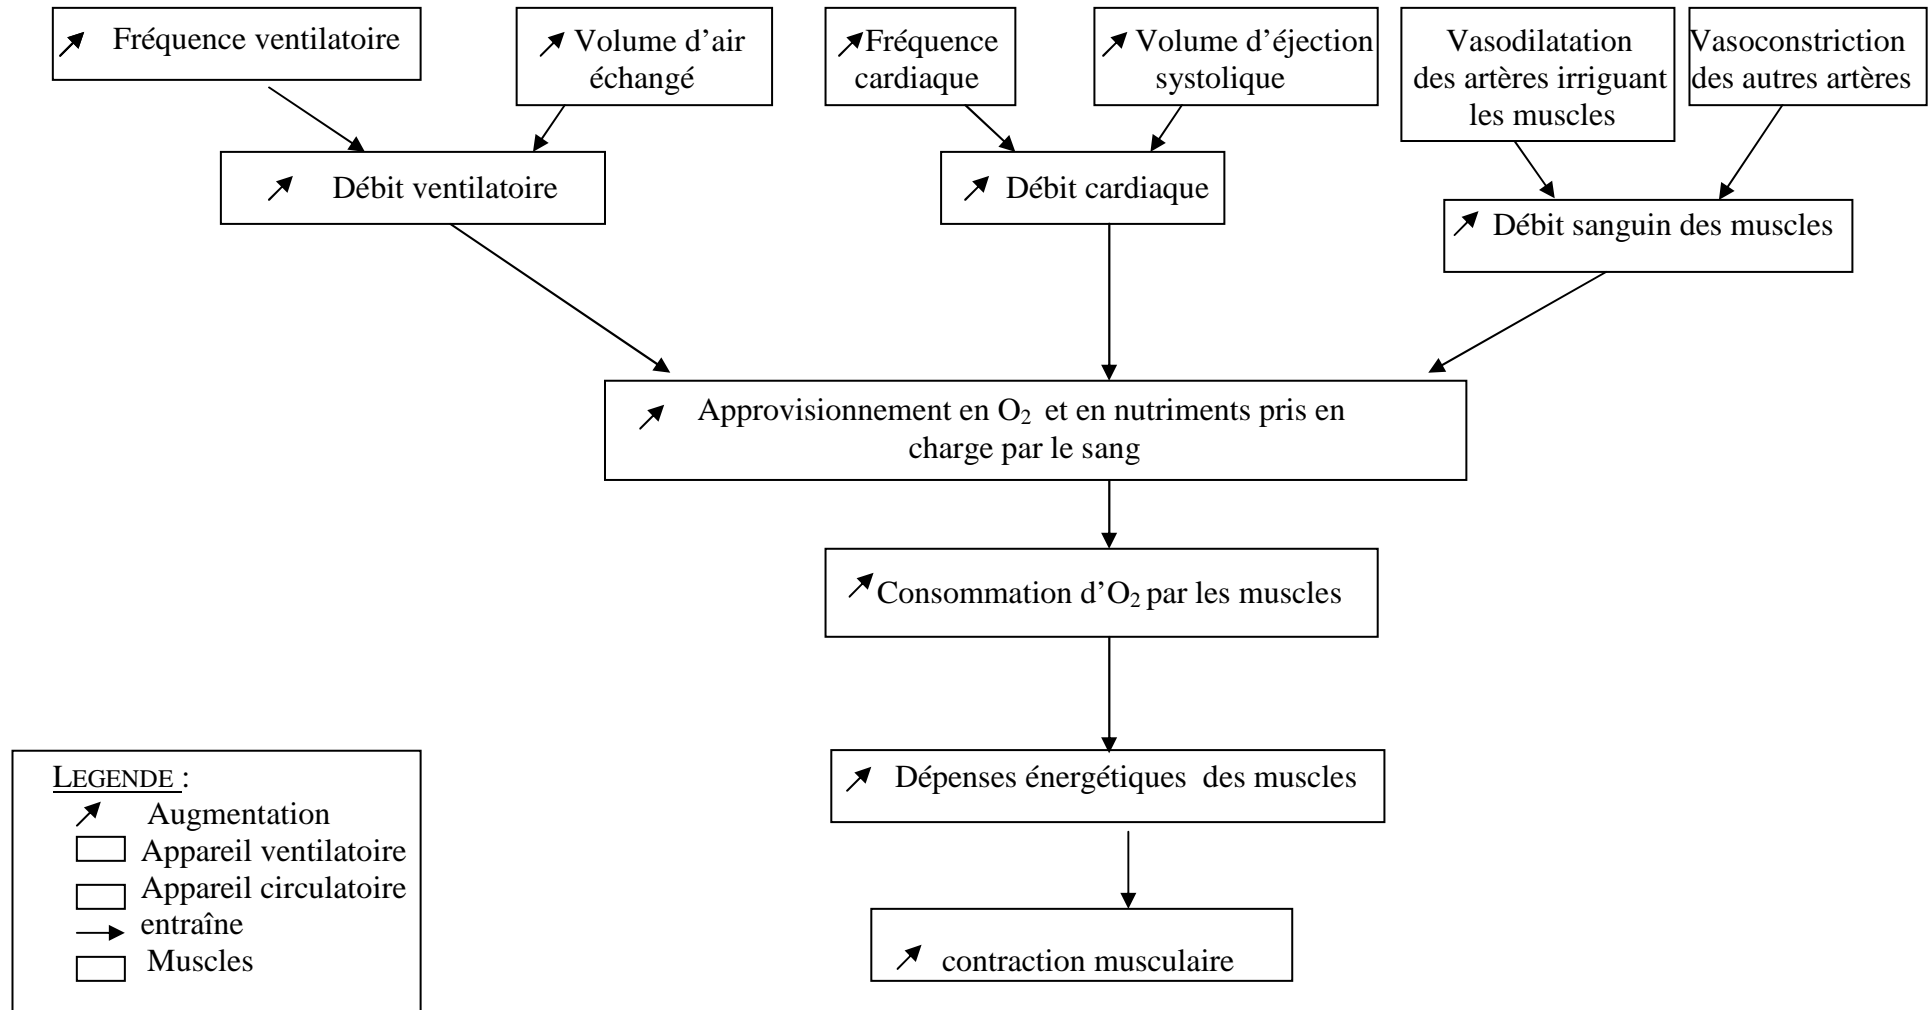 Fréquence ventilatoire
Volume d'air
échangé
Fréquence
cardiaque
Volume d'éjection
systolique
Vasodilatation
des artères irriguant
les muscles
Vasoconstriction
des autres artères
Débit ventilatoire
Débit cardiaque
Débit sanguin des muscles
Approvisionnement en O₂ et en nutriments pris en
charge par le sang
Consommation d'O₂ par les muscles
Dépenses énergétiques des muscles
contraction musculaire
LEGENDE :
Augmentation
Appareil ventilatoire
Appareil circulatoire
entraîne
Muscles